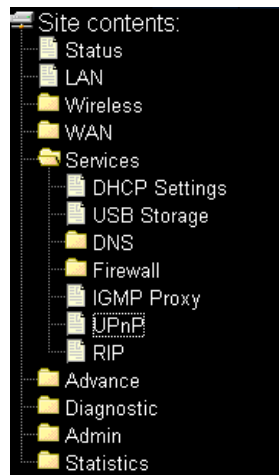 Site contents:
Status
LAN
Wireless
WAN
Services
DHCP Settings
USB Storage
DNS
Firewall
IGMP Proxy
UPnP
RIP
Advance
Diagnostic
Admin
Statistics